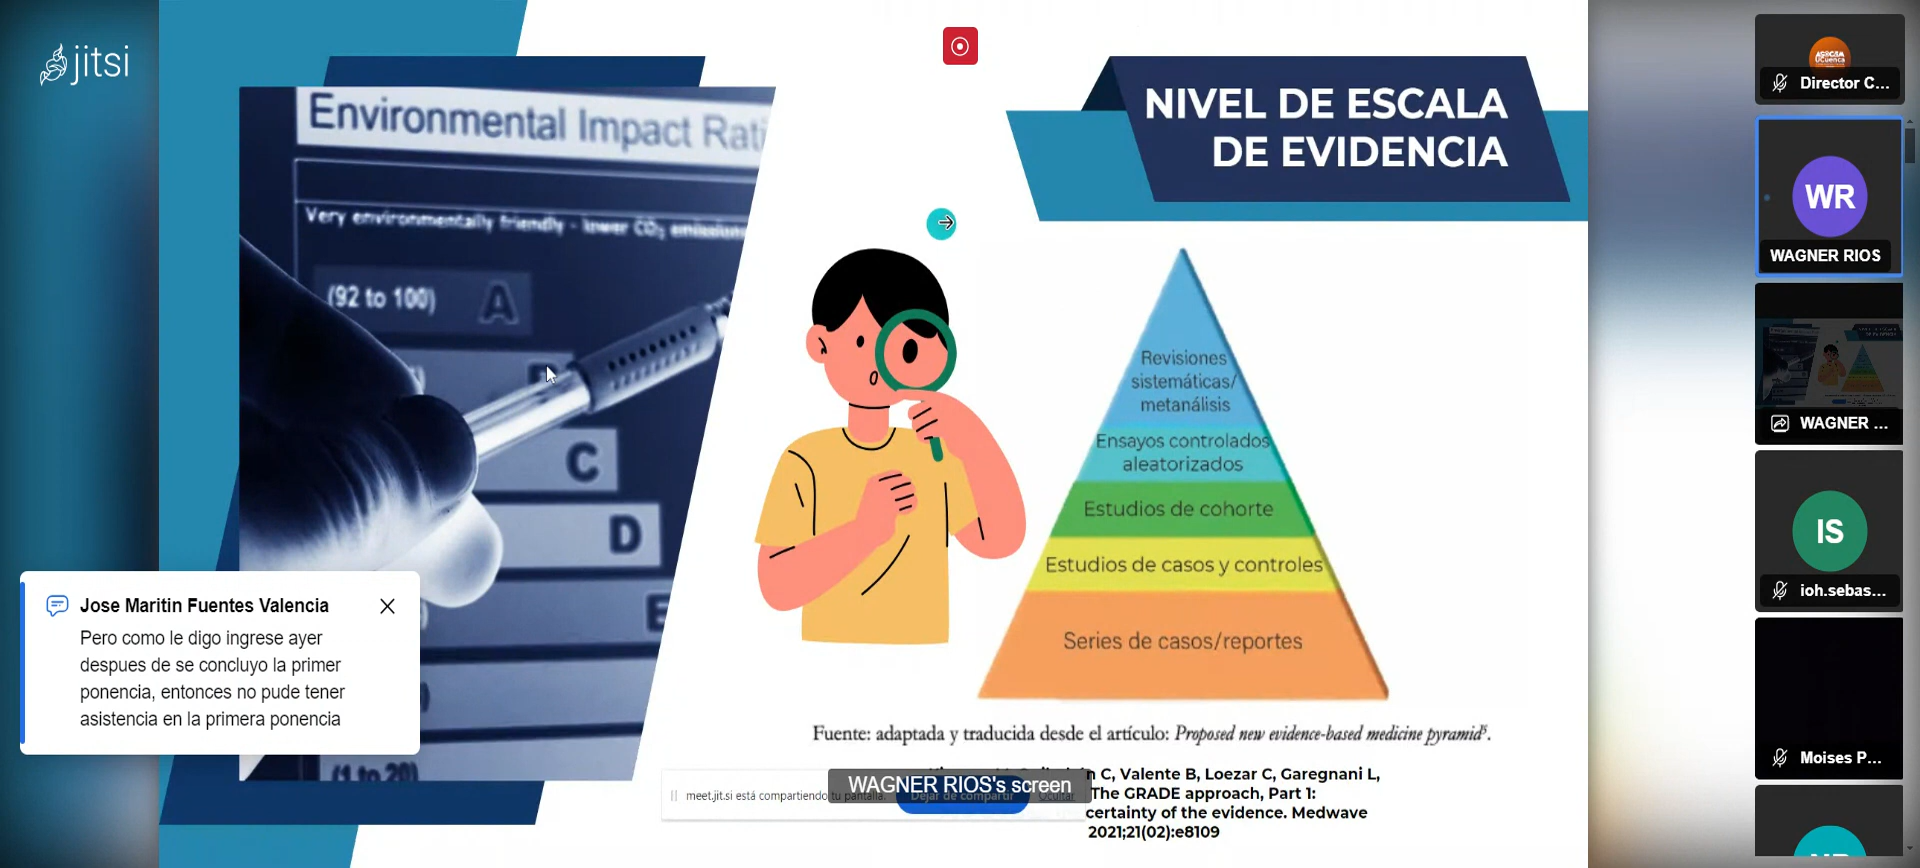 jitsi
Environmental Impact Rati
Very environmentally friendly - lower CO2 emissions
(92 to 100) A
C
D
E
(1 to 20)
NIVEL DE ESCALA
DE EVIDENCIA
Revisiones
sistemáticas/
metanálisis
Ensayos controlados
aleatorizados
Estudios de cohorte
Estudios de casos y controles
Series de casos/reportes
Fuente: adaptada y traducida desde el artículo: Proposed new evidence-based medicine pyramid⁵.
C, Valente B, Loezar C, Garegnani L,
The GRADE approach, Part 1:
certainty of the evidence. Medwave
2021;21(02):e8109
meet.jit.si está compartiendo tu pantalla.
Dejar de compartir
Ocultar
WAGNER RIOS's screen
Jose Maritin Fuentes Valencia
Pero como le digo ingrese ayer
despues de se concluyo la primer
ponencia, entonces no pude tener
asistencia en la primera ponencia
Director C...
WR
WAGNER RIOS
WAGNER ...
IS
ioh.sebas...
Moises P...